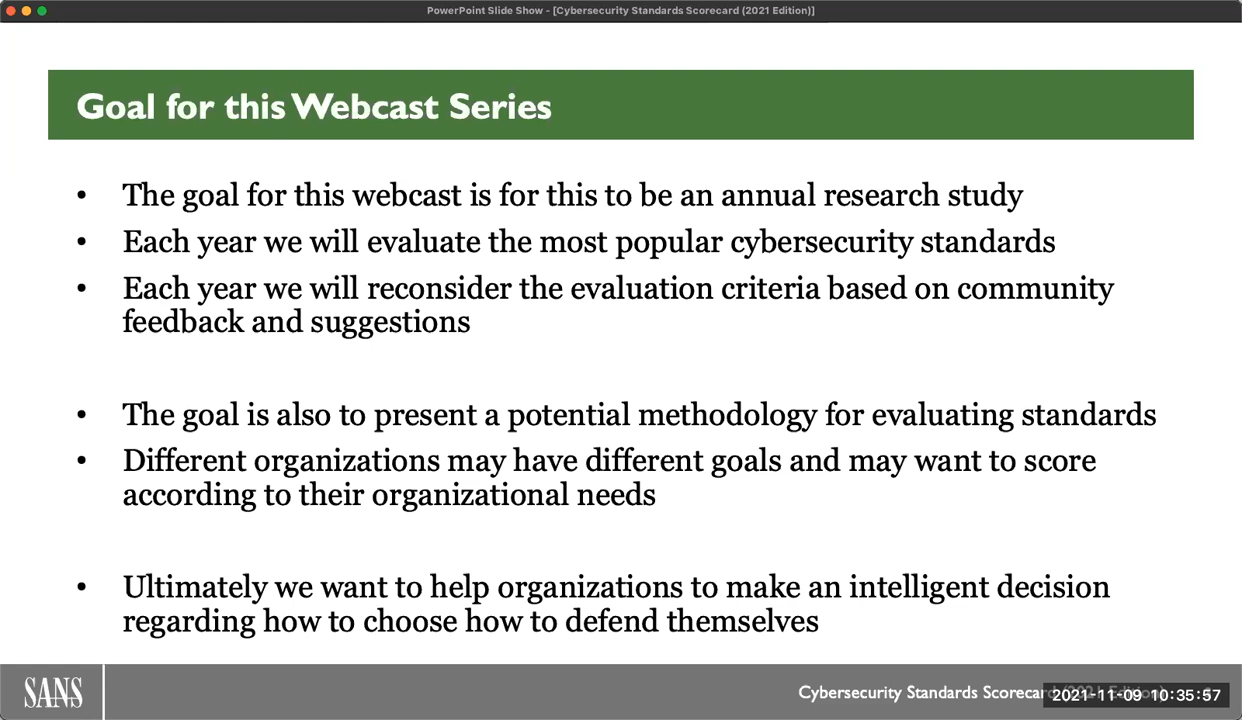 PowerPoint Slide Show - [Cybersecurity Standards Scorecard (2021 Edition)]
Goal for this Webcast Series
• The goal for this webcast is for this to be an annual research study
• Each year we will evaluate the most popular cybersecurity standards
• Each year we will reconsider the evaluation criteria based on community
feedback and suggestions
• The goal is also to present a potential methodology for evaluating standards
• Different organizations may have different goals and may want to score
according to their organizational needs
• Ultimately we want to help organizations to make an intelligent decision
regarding how to choose how to defend themselves
SANS
Cybersecurity Standards Scorecard (2021 Edition)
2021-11-09 10:35:57